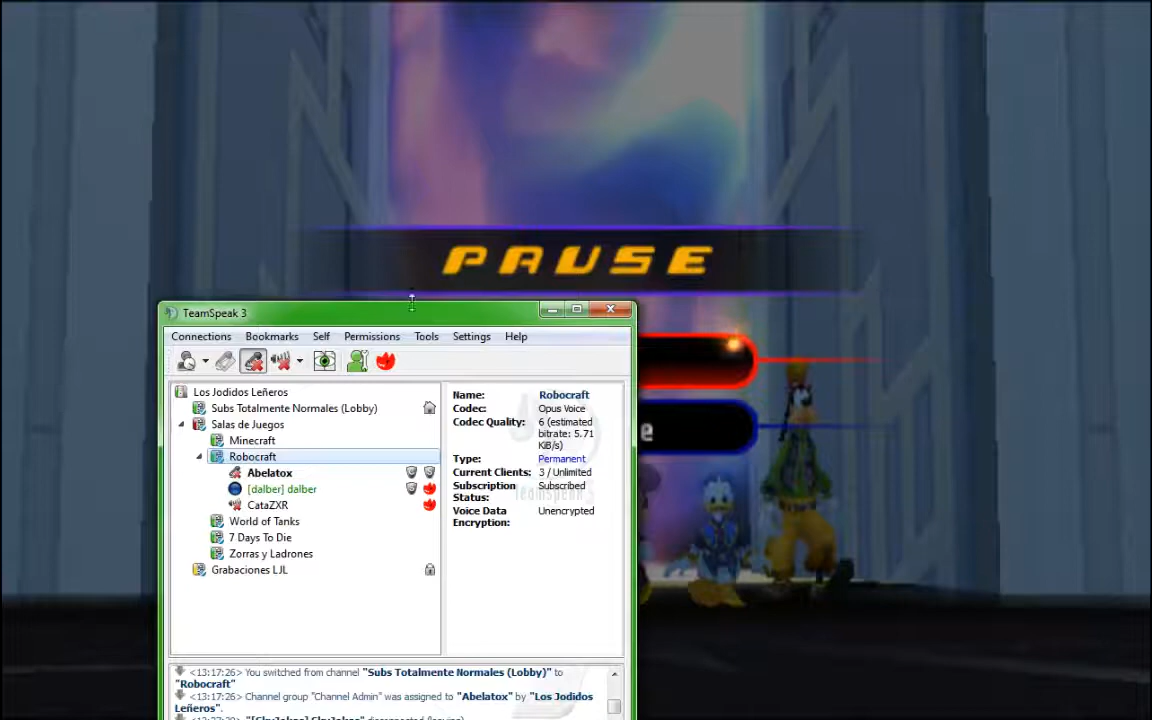 PAUSE
TeamSpeak 3
Connections Bookmarks Self Permissions Tools Settings Help
Los Jodidos Leñeros
Subs Totalmente Normales (Lobby)
Salas de Juegos
Minecraft
Robocraft
Abelatox
[dalber] dalber
CataZXR
World of Tanks
7 Days To Die
Zorras y Ladrones
Grabaciones LJL
Name: Robocraft
Codec: Opus Voice
Codec Quality: 6 (estimated
bitrate: 5.71
KiB/s)
Type: Permanent
Current Clients: 3 / Unlimited
Subscription Subscribed
Status:
Voice Data Unencrypted
Encryption:
e
<13:17:26> You switched from channel "Subs Totalmente Normales (Lobby)" to
"Robocraft"
<13:17:26> Channel group "Channel Admin" was assigned to "Abelatox" by "Los Jodidos
Leñeros".